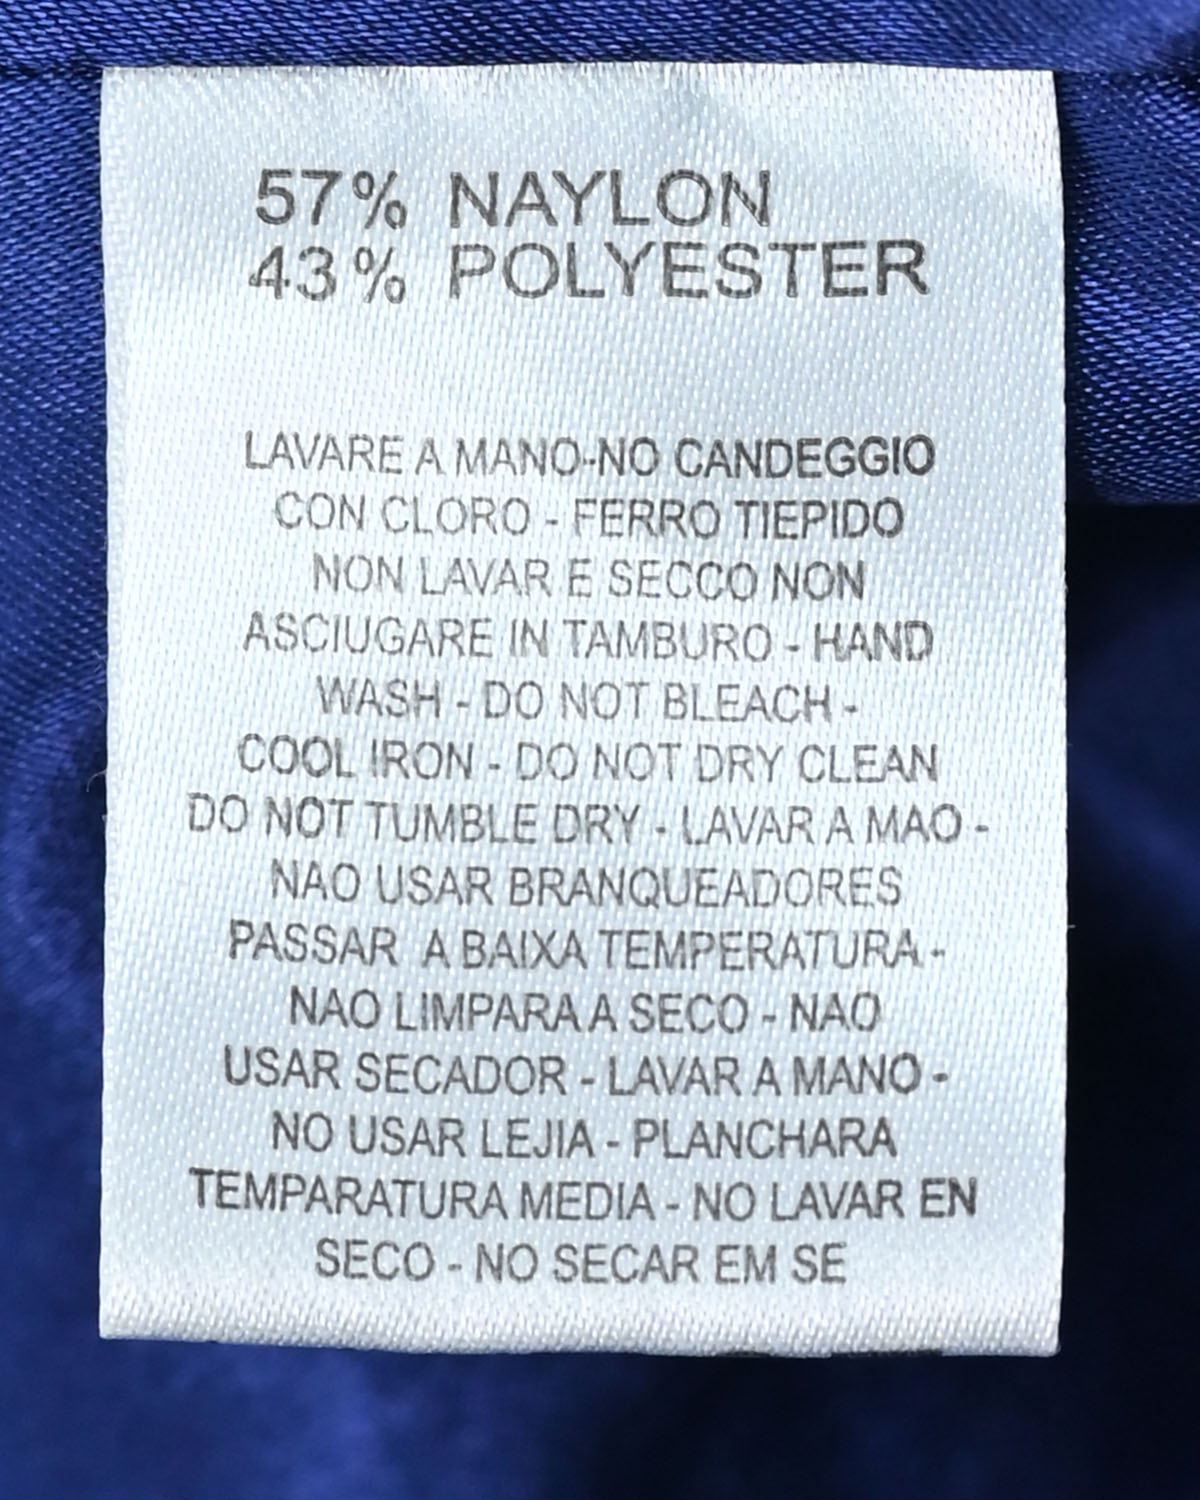 57% NAYLON
43% POLYESTER
LAVARE A MANO-NO CANDEGGIO
CON CLORO - FERRO TIEPIDO
NON LAVAR E SECCO NON
ASCIUGARE IN TAMBURO - HAND
WASH - DO NOT BLEACH -
COOL IRON - DO NOT DRY CLEAN
DO NOT TUMBLE DRY - LAVAR A MAO -
NAO USAR BRANQUEADORES
PASSAR A BAIXA TEMPERATURA -
NAO LIMPARA A SECO - NAO
USAR SECADOR - LAVAR A MANO -
NO USAR LEJIA - PLANCHARA
TEMPARATURA MEDIA - NO LAVAR EN
SECO - NO SECAR EM SE